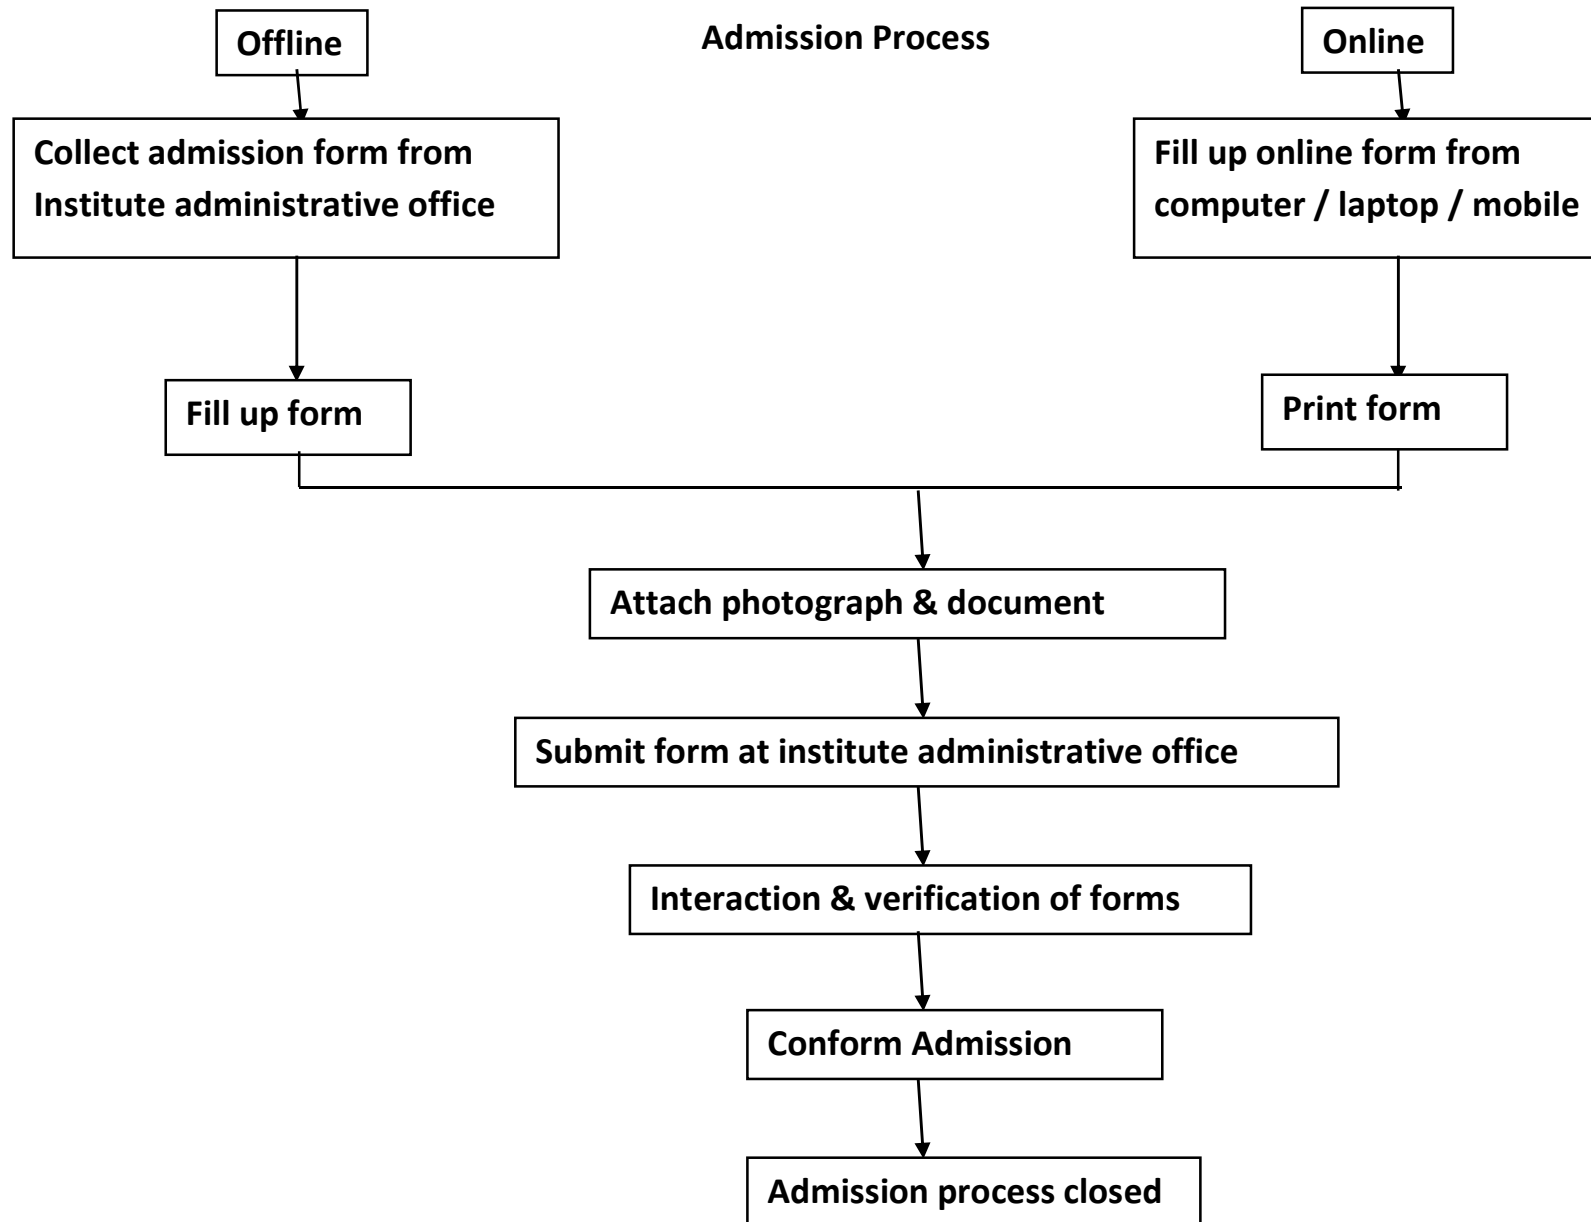 Offline
Admission Process
Online
Collect admission form from
Institute administrative office
Fill up online form from
computer / laptop / mobile
Fill up form
Print form
Attach photograph & document
Submit form at institute administrative office
Interaction & verification of forms
Conform Admission
Admission process closed